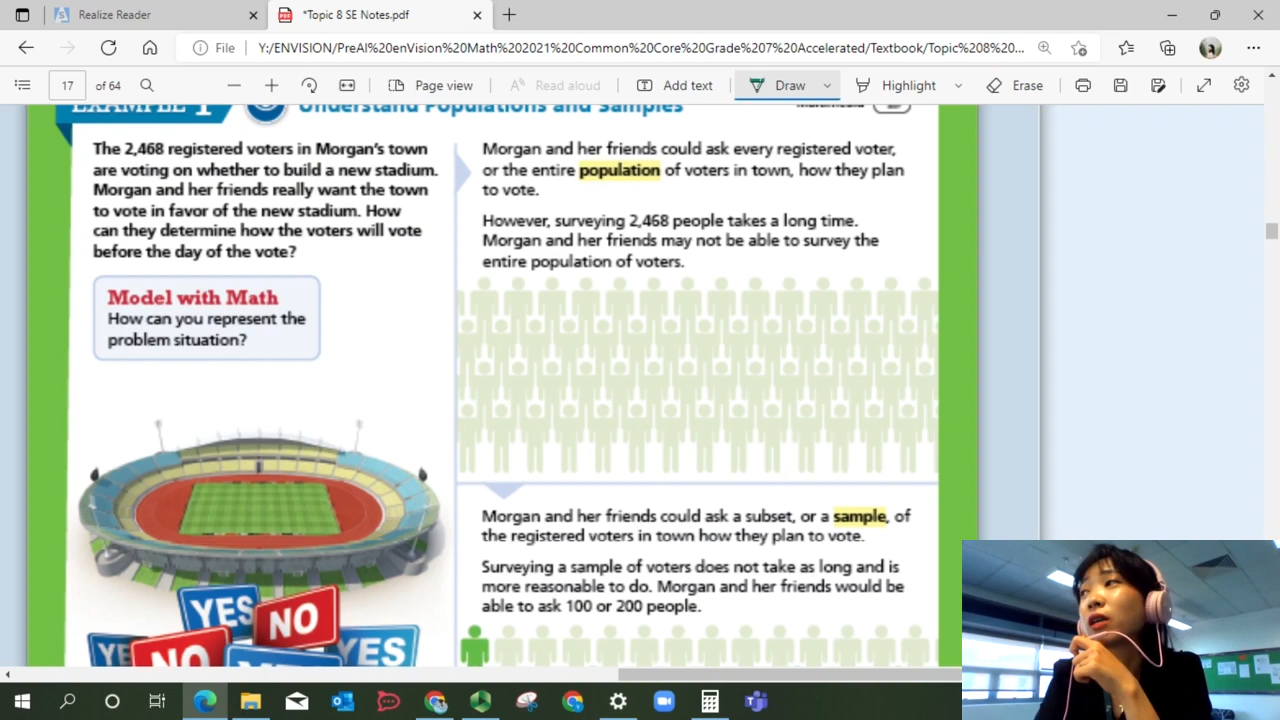 Realize Reader
*Topic 8 SE Notes.pdf
File
Y:/ENVISION/PreAI%20enVision%20Math%202021%20Common%20Core%20Grade%207%20Accelerated/Textbook/Topic%208%20...
17 of 64
Page view
Read aloud
Add text
Draw
Highlight
Erase
EXAMPLE 1
Understand Populations and Samples
The 2,468 registered voters in Morgan's town
are voting on whether to build a new stadium.
Morgan and her friends really want the town
to vote in favor of the new stadium. How
can they determine how the voters will vote
before the day of the vote?
Model with Math
How can you represent the
problem situation?
YES
NO
YE
NO
YES
Morgan and her friends could ask every registered voter,
or the entire population of voters in town, how they plan
to vote.
However, surveying 2,468 people takes a long time.
Morgan and her friends may not be able to survey the
entire population of voters.
Morgan and her friends could ask a subset, or a sample, of
the registered voters in town how they plan to vote.
Surveying a sample of voters does not take as long and is
more reasonable to do. Morgan and her friends would be
able to ask 100 or 200 people.